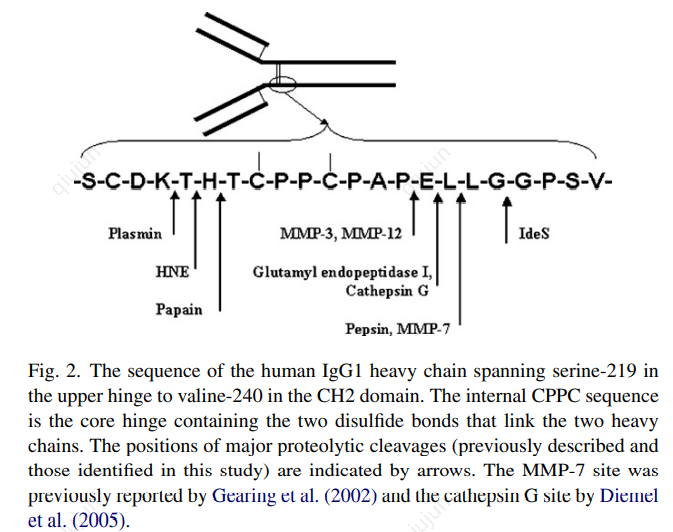 -S-C-D-K-T-H-T-C-P-P-C-P-A-P-E-L-L-G-G-P-S-V-
Plasmin
MMP-3, MMP-12
IdeS
HNE
Glutamyl endopeptidase I,
Cathepsin G
Papain
Pepsin, MMP-7
Fig. 2. The sequence of the human IgG1 heavy chain spanning serine-219 in
the upper hinge to valine-240 in the CH2 domain. The internal CPPC sequence
is the core hinge containing the two disulfide bonds that link the two heavy
chains. The positions of major proteolytic cleavages (previously described and
those identified in this study) are indicated by arrows. The MMP-7 site was
previously reported by Gearing et al. (2002) and the cathepsin G site by Diemel
et al. (2005).
qiujun
qiujun
qiujun